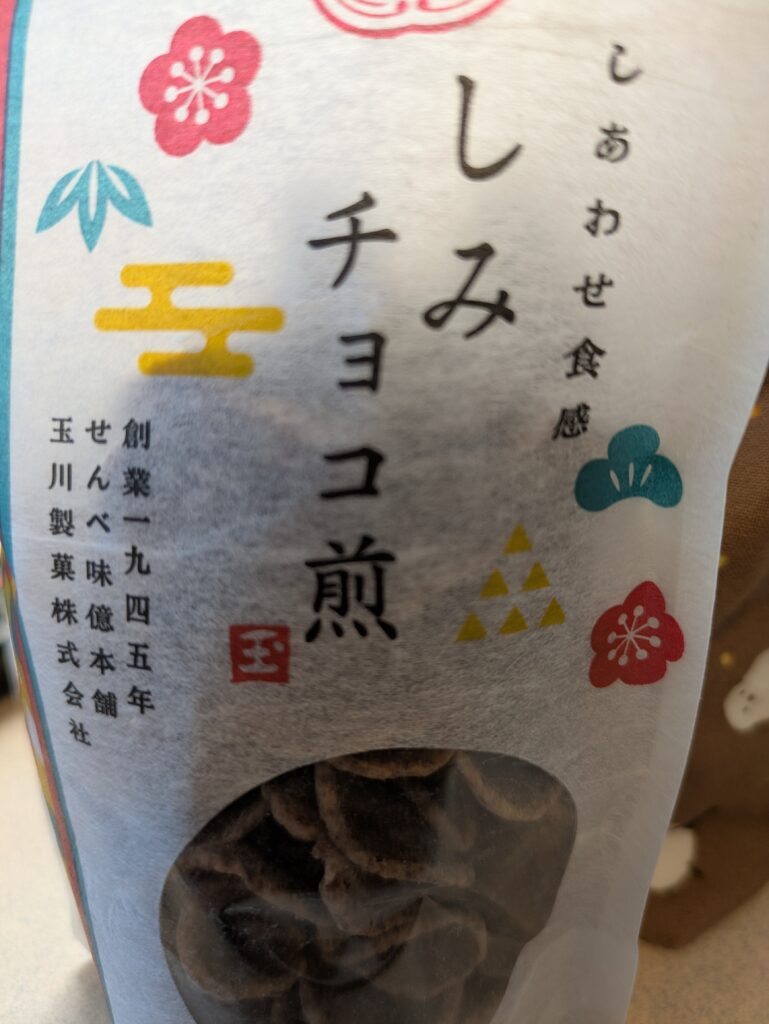 しあわせ食感
しみ
チョコ煎
玉
創業一九四五年
せんべ味億本舗
玉川製菓株式会社